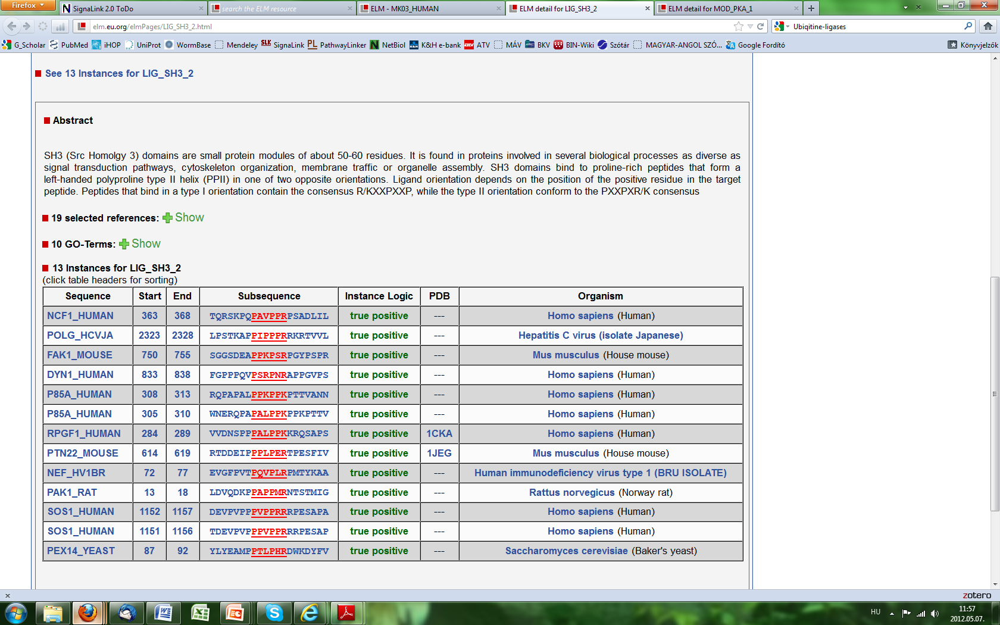 Firefox
SignaLink 2.0 ToDo
search the ELM resource
ELM - MK03_HUMAN
ELM detail for LIG_SH3_2
ELM detail for MOD_PKA_1
elm.eu.org/elmPages/LIG_SH3_2.html
Ubiqitine-ligases
G_Scholar PubMed iHOP UniProt WormBase Mendeley SLK SignaLink PL PathwayLinker NetBiol K&H K&H e-bank atv ATV MÁV BKV BIN-Wiki Szótár MAGYAR-ANGOL SZÓ... Google Fordító Könyvjelzők
See 13 Instances for LIG_SH3_2
Abstract
SH3 (Src Homolgy 3) domains are small protein modules of about 50-60 residues. It is found in proteins involved in several biological processes as diverse as
signal transduction pathways, cytoskeleton organization, membrane traffic or organelle assembly. SH3 domains bind to proline-rich peptides that form a
left-handed polyproline type II helix (PPII) in one of two opposite orientations. Ligand orientation depends on the position of the positive residue in the target
peptide. Peptides that bind in a type I orientation contain the consensus R/KXXPXXP, while the type II orientation conform to the PXXPXR/K consensus
19 selected references: Show
10 GO-Terms: Show
13 Instances for LIG_SH3_2
(click table headers for sorting)
Sequence Start End Subsequence Instance Logic PDB Organism
NCF1_HUMAN 363 368 TQRSKPQPAVPPRPSADLIL true positive --- Homo sapiens (Human)
POLG_HCVJA 2323 2328 LPSTKAPPIPPPRRKRTVVL true positive --- Hepatitis C virus (isolate Japanese)
FAK1_MOUSE 750 755 SGGSDEAPPKPSRPGYPSPR true positive --- Mus musculus (House mouse)
DYN1_HUMAN 833 838 FGPPPQVPSRPNRAPPGVPS true positive --- Homo sapiens (Human)
P85A_HUMAN 308 313 RQPAPALPPKPPKPTTVANN true positive --- Homo sapiens (Human)
P85A_HUMAN 305 310 WNERQPAPALPPKPPKPTTV true positive --- Homo sapiens (Human)
RPGF1_HUMAN 284 289 VVDNSPPPALPPKKRQSAPS true positive 1CKA Homo sapiens (Human)
PTN22_MOUSE 614 619 RTDDEIPPPLPERTPESFIV true positive 1JEG Mus musculus (House mouse)
NEF_HV1BR 72 77 EVGFPVTPQVPLRPMTYKAA true positive --- Human immunodeficiency virus type 1 (BRU ISOLATE)
PAK1_RAT 13 18 LDVQDKPPAPPMRNTSTMIG true positive --- Rattus norvegicus (Norway rat)
SOS1_HUMAN 1152 1157 DEVPVPPPVPPRRRPESAPA true positive --- Homo sapiens (Human)
SOS1_HUMAN 1151 1156 TDEVPVPPPVPPRRRPESAP true positive --- Homo sapiens (Human)
PEX14_YEAST 87 92 YLYEAMPPTLPHRDWKDYFV true positive --- Saccharomyces cerevisiae (Baker's yeast)
zotero
HU
11:57
2012.05.07.